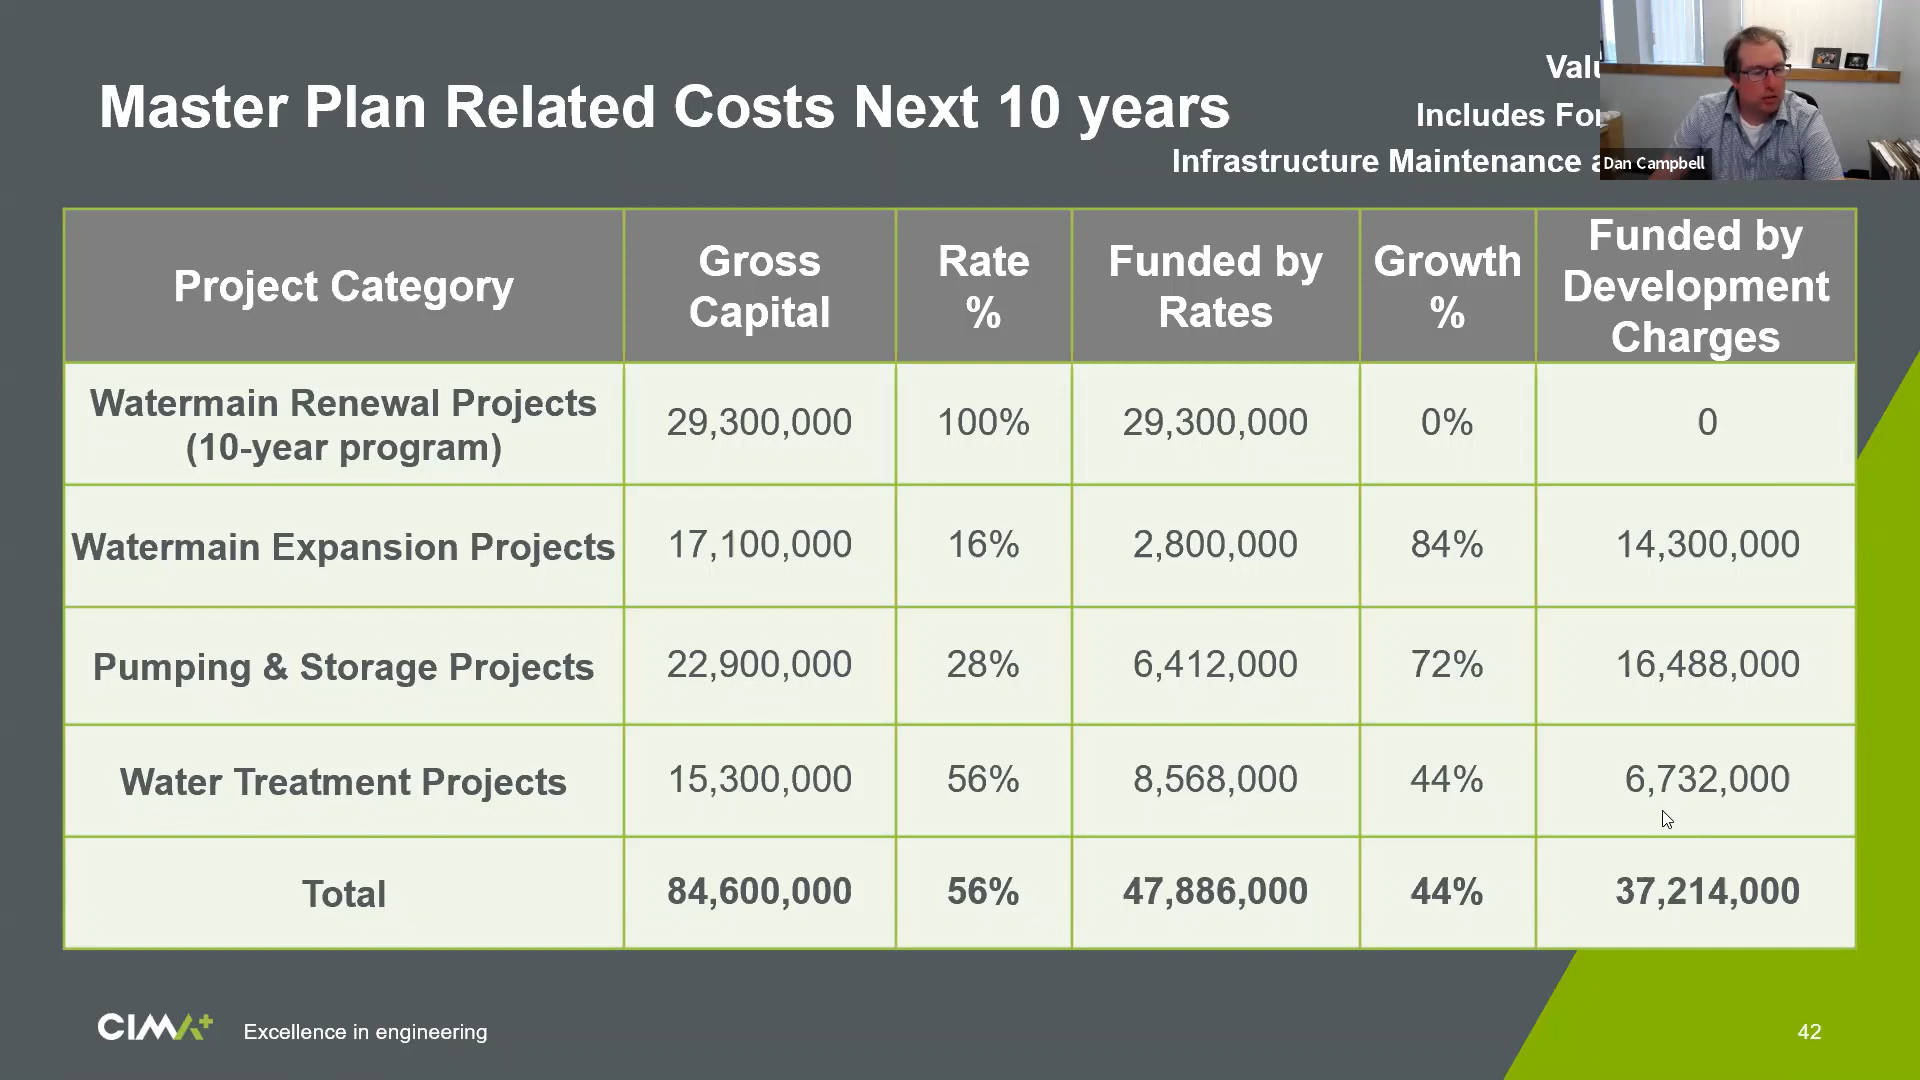 Master Plan Related Costs Next 10 years
Includes
Infrastructure Maintenance
Dan Campbell
Project Category
Gross
Capital
Rate
%
Funded by
Rates
Growth
%
Funded by
Development
Charges
Watermain Renewal Projects
(10-year program)
29,300,000
100%
29,300,000
0%
0
Watermain Expansion Projects
17,100,000
16%
2,800,000
84%
14,300,000
Pumping & Storage Projects
22,900,000
28%
6,412,000
72%
16,488,000
Water Treatment Projects
15,300,000
56%
8,568,000
44%
6,732,000
Total
84,600,000
56%
47,886,000
44%
37,214,000
CIMA+
Excellence in engineering
42